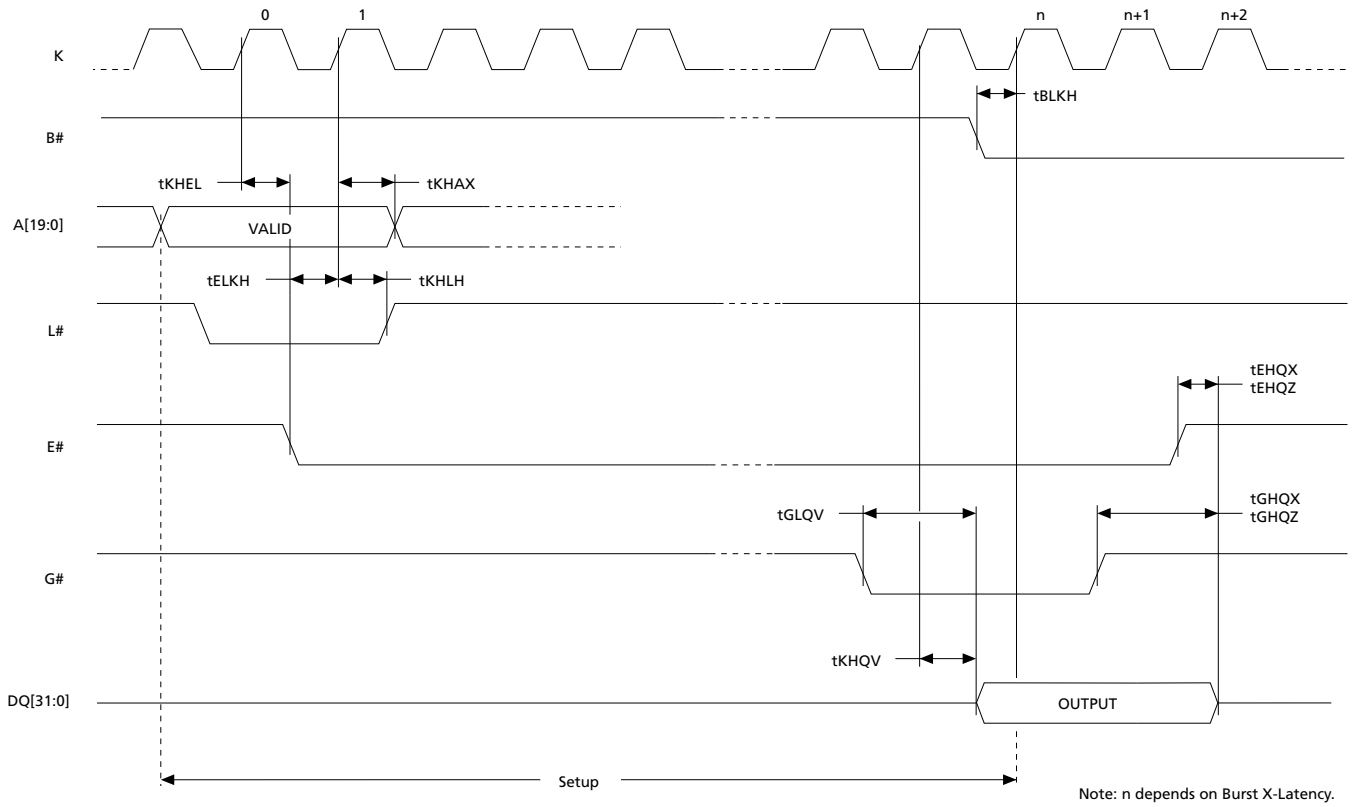 0 1 n n+1 n+2
K
tBLKH
B#
tKHEL tKHAX
A[19:0] VALID
tELKH tKHLH
L#
tEHQX
tEHQZ
E#
tGLQV
tGHQX
tGHQZ
G#
tKHQV
DQ[31:0] OUTPUT
Setup
Note: n depends on Burst X-Latency.